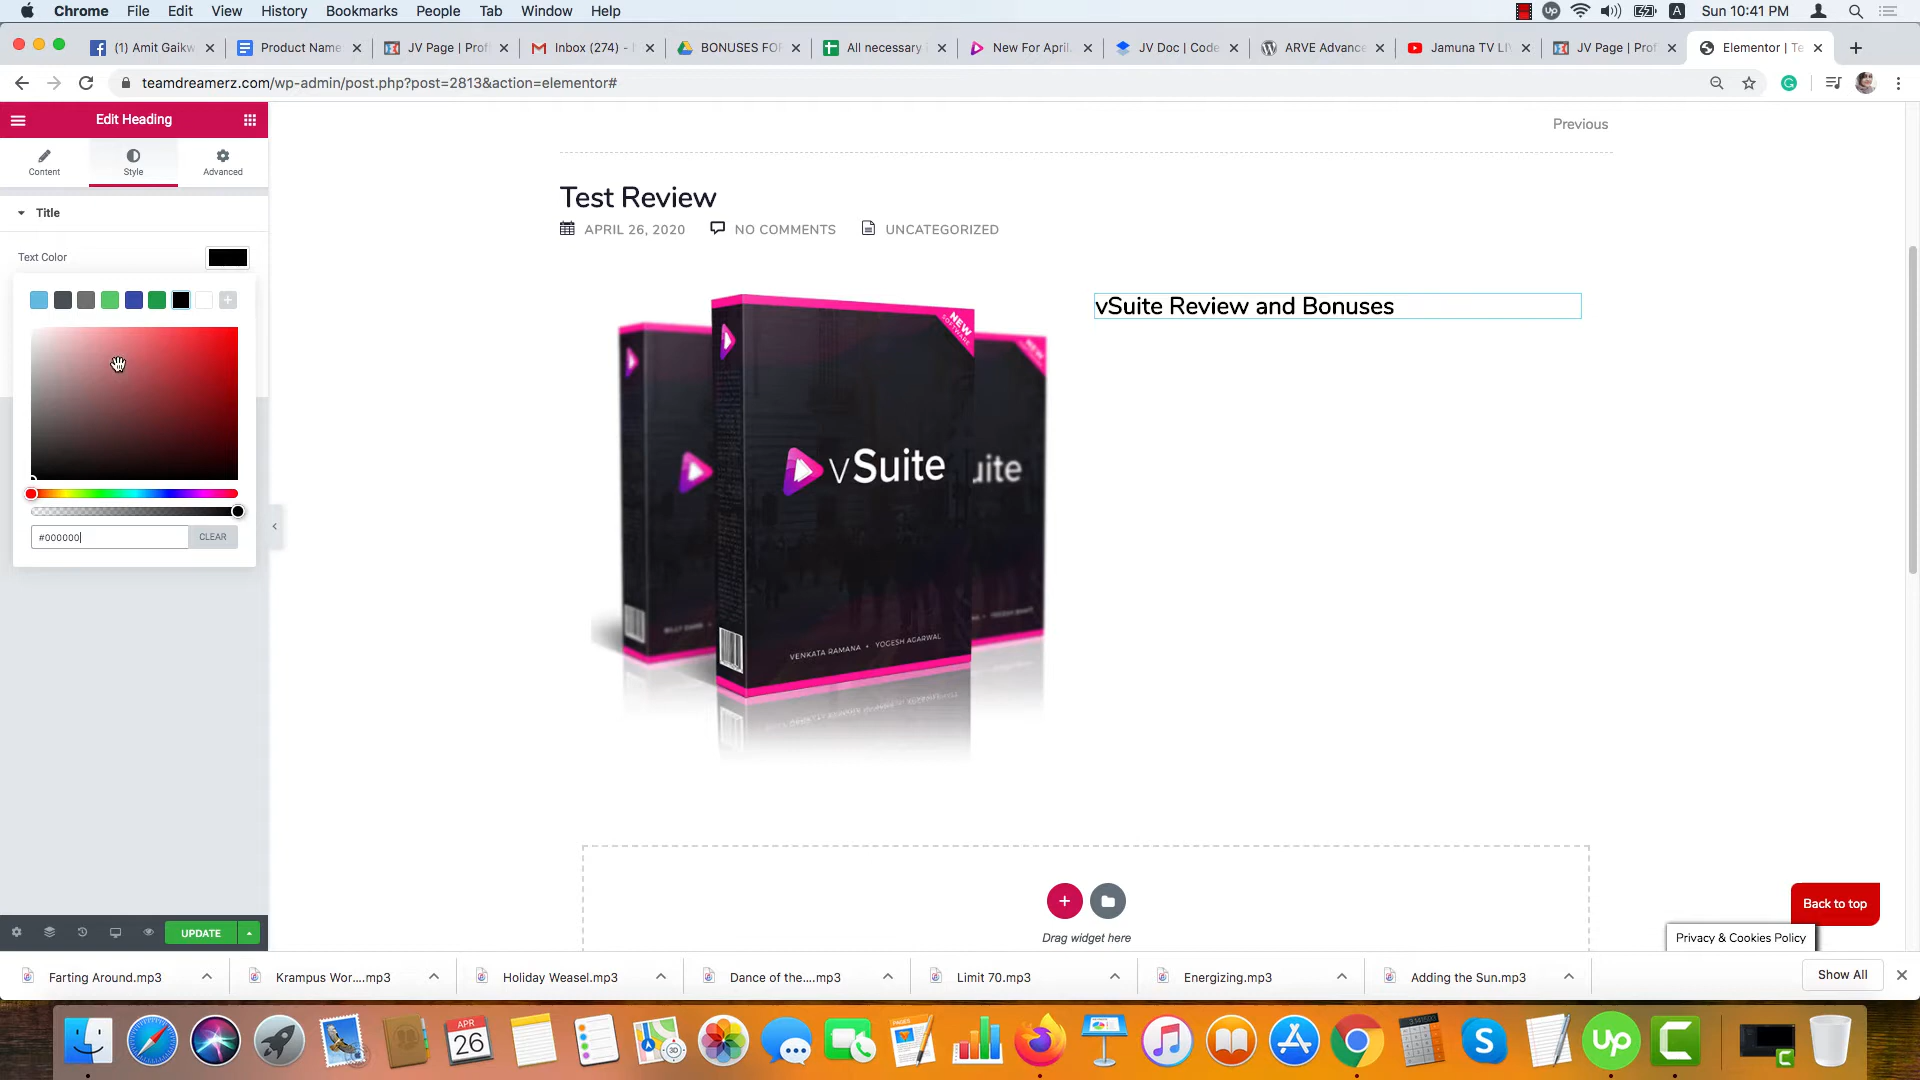 Chrome File Edit View History Bookmarks People Tab Window Help Sun 10:41 PM
(1) Amit Gaikw Product Name JV Page | Prof Inbox (274) - BONUSES FO All necessary New For April. JV Doc | Code ARVE Advance Jamuna TV LI JV Page | Prof Elementor | Te
teamdreamerz.com/wp-admin/post.php?post=2813&action=elementor#
Edit Heading
Content Style Advanced
Title
Text Color
#000000 CLEAR
UPDATE
Previous
Test Review
APRIL 26, 2020 NO COMMENTS UNCATEGORIZED
vSuite Review and Bonuses
NEW
SOFTWARE
vSuite
uite
VENKATA RAMANA • YOGESH AGARWAL
Drag widget here
Back to top
Privacy & Cookies Policy
Farting Around.mp3 Krampus Wor....mp3 Holiday Weasel.mp3 Dance of the....mp3 Limit 70.mp3 Energizing.mp3 Adding the Sun.mp3 Show All
APR
26
PAGES